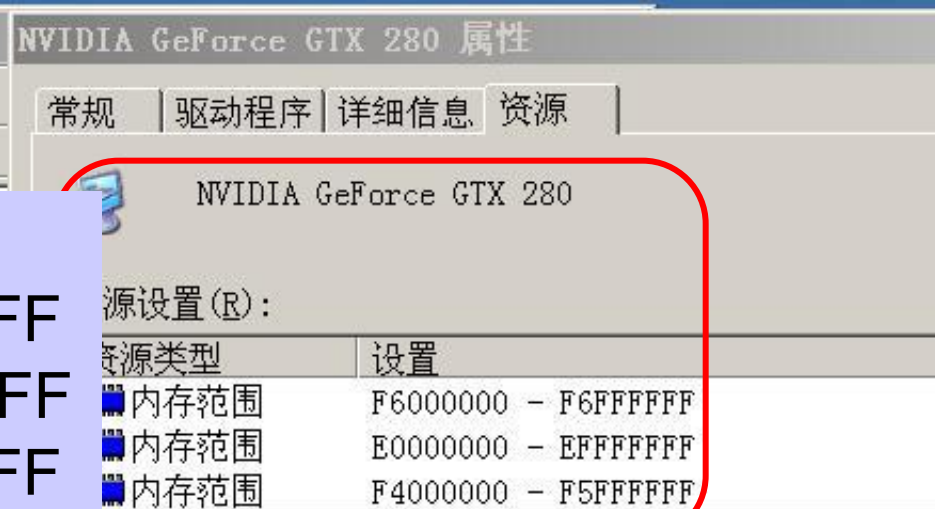 NVIDIA GeForce GTX 280 属性
常规 驱动程序 详细信息 资源
NVIDIA GeForce GTX 280
源设置(R):
资源类型 设置
内存范围 F6000000 - F6FFFFFF
内存范围 E0000000 - EFFFFFFF
内存范围 F4000000 - F5FFFFFF
FF
FF
FF